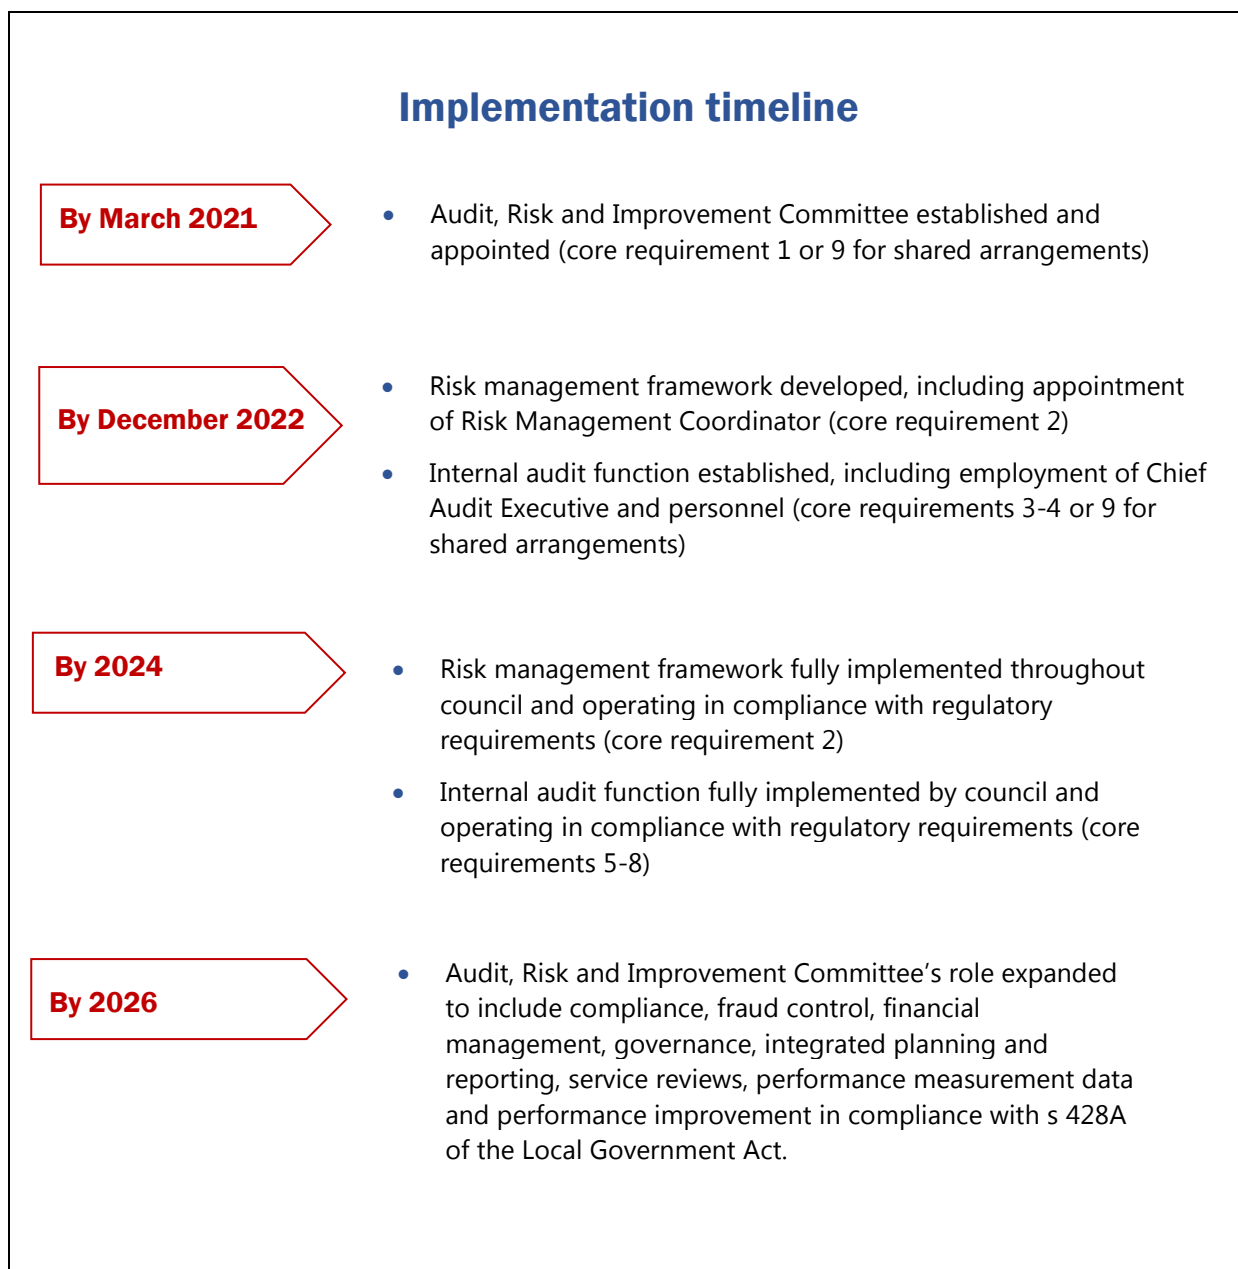 Implementation timeline
By March 2021
• Audit, Risk and Improvement Committee established and
appointed (core requirement 1 or 9 for shared arrangements)
By December 2022
• Risk management framework developed, including appointment
of Risk Management Coordinator (core requirement 2)
• Internal audit function established, including employment of Chief
Audit Executive and personnel (core requirements 3-4 or 9 for
shared arrangements)
By 2024
• Risk management framework fully implemented throughout
council and operating in compliance with regulatory
requirements (core requirement 2)
• Internal audit function fully implemented by council and
operating in compliance with regulatory requirements (core
requirements 5-8)
By 2026
• Audit, Risk and Improvement Committee’s role expanded
to include compliance, fraud control, financial
management, governance, integrated planning and
reporting, service reviews, performance measurement data
and performance improvement in compliance with s 428A
of the Local Government Act.